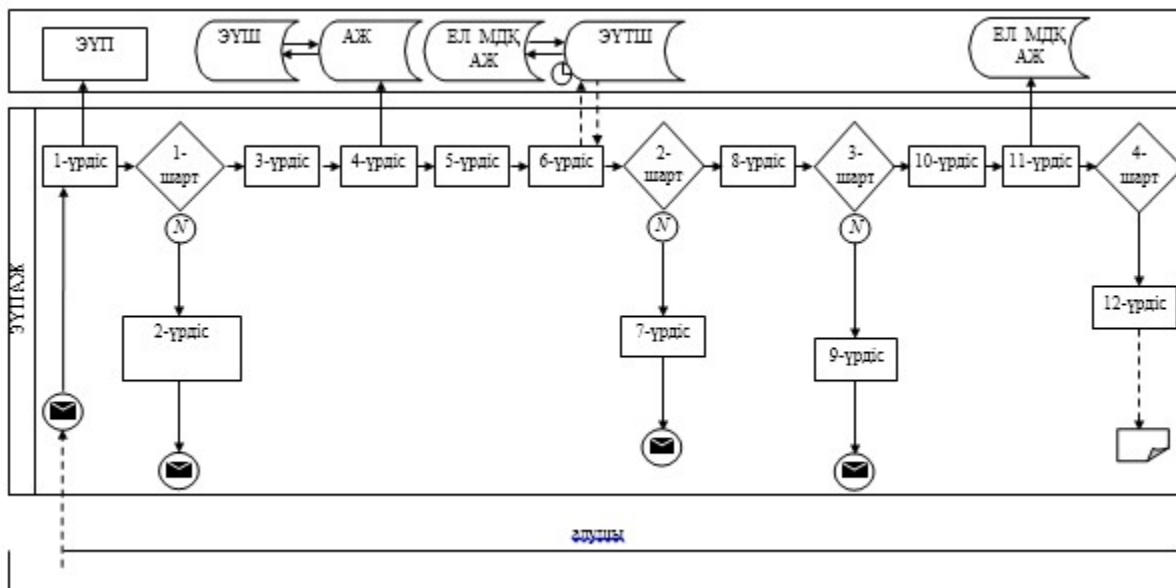 ЭҮП
ЭҮШ
АЖ
ЕЛ МДҚ
АЖ
ЭҮТШ
ЕЛ МДҚ
АЖ
1-үрдіс
1-
шарт
3-үрдіс
4-үрдіс
5-үрдіс
6-үрдіс
2-
шарт
8-үрдіс
3-
шарт
10-үрдіс
11-үрдіс
4-
шарт
N
N
N
ЭҮПАЖ
2-үрдіс
7-үрдіс
9-үрдіс
12-үрдіс
алушы